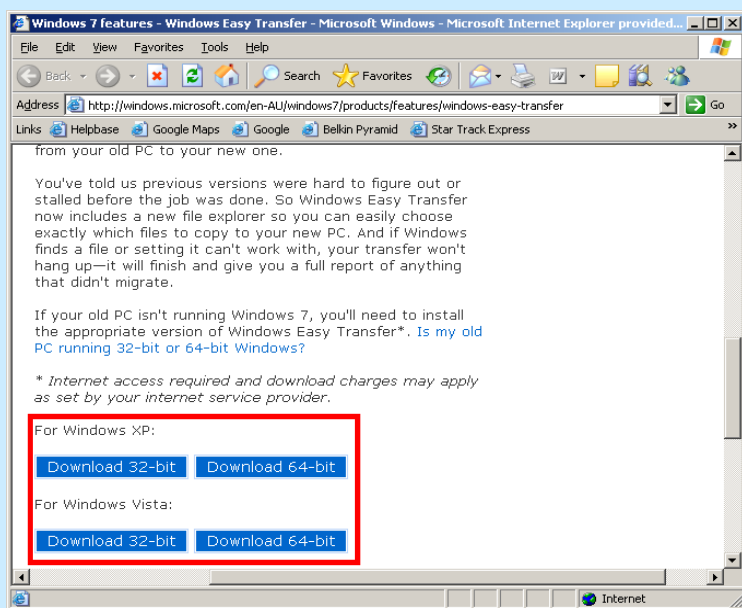 Windows 7 features - Windows Easy Transfer - Microsoft Windows - Microsoft Internet Explorer provided...
File Edit View Favorites Tools Help
Back Search Favorites
Address http://windows.microsoft.com/en-AU/windows7/products/features/windows-easy-transfer Go
Links Helpbase Google Maps Google Belkin Pyramid Star Track Express »
from your old PC to your new one.
You've told us previous versions were hard to figure out or
stalled before the job was done. So Windows Easy Transfer
now includes a new file explorer so you can easily choose
exactly which files to copy to your new PC. And if Windows
finds a file or setting it can't work with, your transfer won't
hang up—it will finish and give you a full report of anything
that didn't migrate.
If your old PC isn't running Windows 7, you'll need to install
the appropriate version of Windows Easy Transfer*. Is my old
PC running 32-bit or 64-bit Windows?
* Internet access required and download charges may apply
as set by your internet service provider.
For Windows XP:
Download 32-bit Download 64-bit
For Windows Vista:
Download 32-bit Download 64-bit
Internet